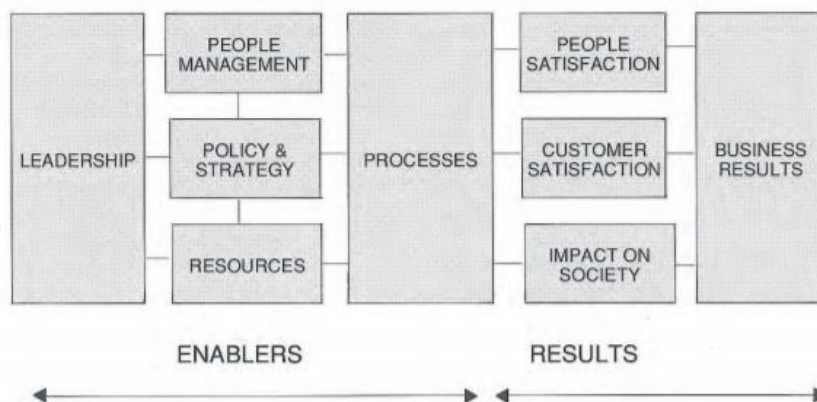 LEADERSHIP
PEOPLE
MANAGEMENT
POLICY &
STRATEGY
RESOURCES
PROCESSES
PEOPLE
SATISFACTION
CUSTOMER
SATISFACTION
IMPACT ON
SOCIETY
BUSINESS
RESULTS
ENABLERS
RESULTS